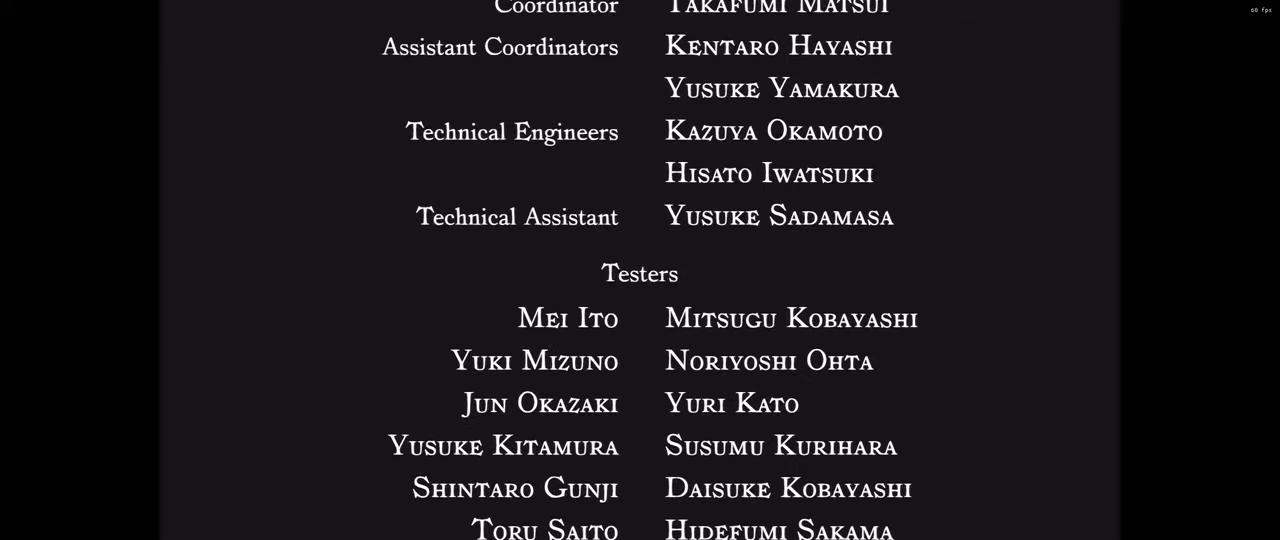 60 fps
Coordinator TAKAFUMI MATSUI
Assistant Coordinators KENTARO HAYASHI
YUSUKE YAMAKURA
Technical Engineers KAZUYA OKAMOTO
HISATO IWATSUKI
Technical Assistant YUSUKE SADAMASA
Testers
MEI ITO MITSUGU KOBAYASHI
YUKI MIZUNO NORIYOSHI OHTA
JUN OKAZAKI YURI KATO
YUSUKE KITAMURA SUSUMU KURIHARA
SHINTARO GUNJI DAISUKE KOBAYASHI
TORU SAITO HIDEFUMI SAKAMA